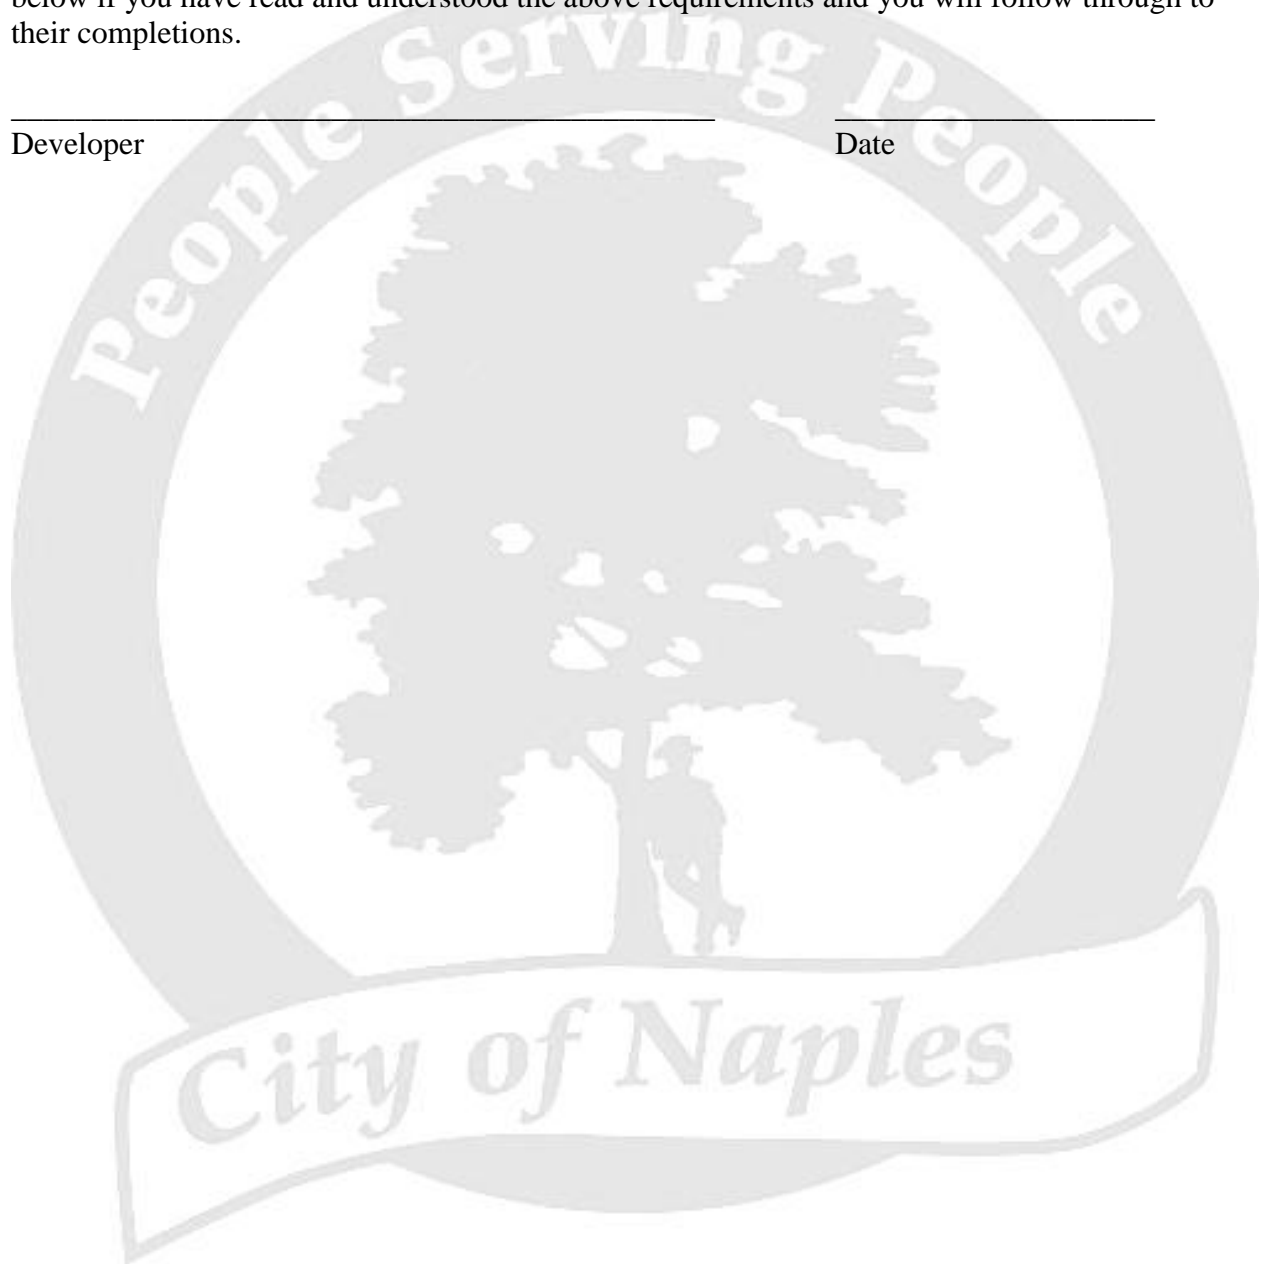 below if you have read and understood the above requirements and you will follow through to
their completions.
Developer Date
People Serving People
City of Naples